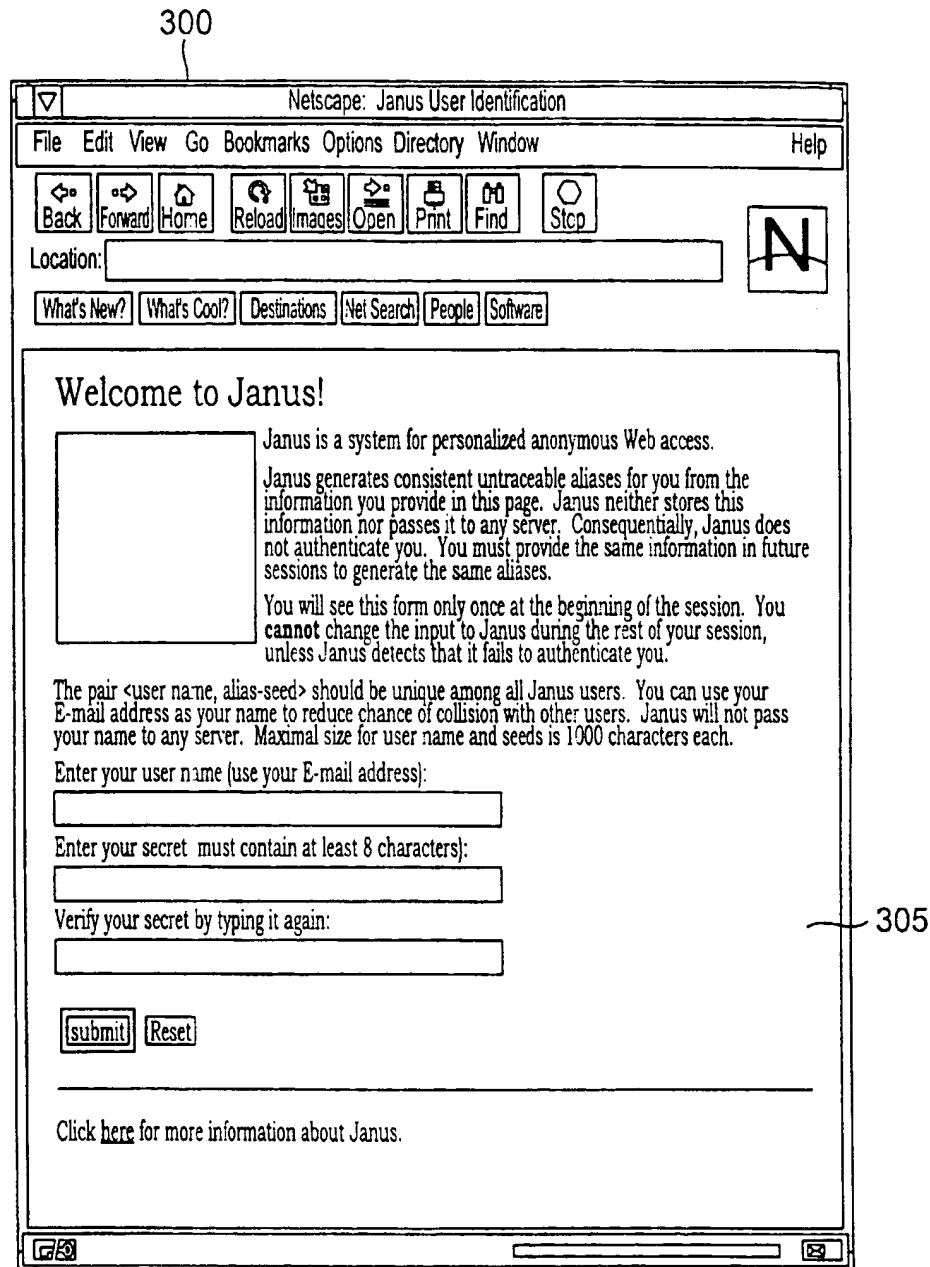 300
Netscape: Janus User Identification
File Edit View Go Bookmarks Options Directory Window Help
Back Forward Home Reload Images Open Print Find Stop
N
Location:
What's New? What's Cool? Destinations Net Search People Software
Welcome to Janus!
Janus is a system for personalized anonymous Web access.
Janus generates consistent untraceable aliases for you from the
information you provide in this page. Janus neither stores this
information nor passes it to any server. Consequentially, Janus does
not authenticate you. You must provide the same information in future
sessions to generate the same aliases.
You will see this form only once at the beginning of the session. You
cannot change the input to Janus during the rest of your session,
unless Janus detects that it fails to authenticate you.
The pair <user name, alias-seed> should be unique among all Janus users. You can use your
E-mail address as your name to reduce chance of collision with other users. Janus will not pass
your name to any server. Maximal size for user name and seeds is 1000 characters each.
Enter your user name (use your E-mail address):
Enter your secret must contain at least 8 characters):
Verify your secret by typing it again:
305
submit Reset
Click here for more information about Janus.